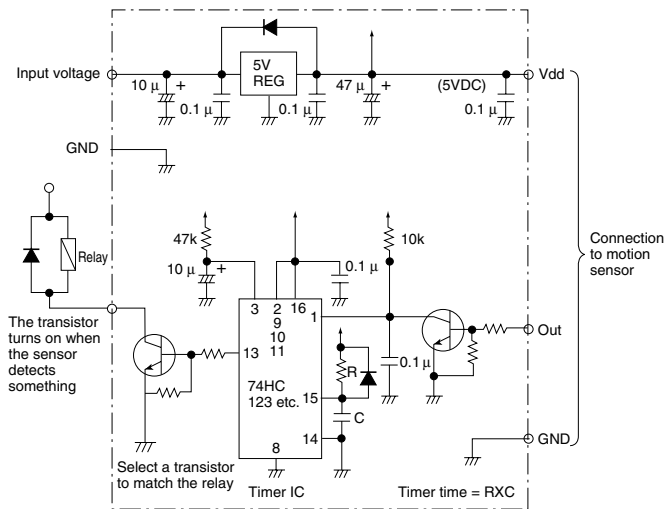 Input voltage
10 μ
+
0.1 μ
5V
REG
0.1 μ
47 μ
+
(5VDC)
0.1 μ
Vdd
GND
Relay
47k
10 μ
+
0.1 μ
10k
Connection
to motion
sensor
The transistor
turns on when
the sensor
detects
something
3
2
16
9
10
11
1
13
74HC
123 etc.
15
14
8
R
C
0.1 μ
Out
GND
Select a transistor
to match the relay
Timer IC
Timer time = RXC